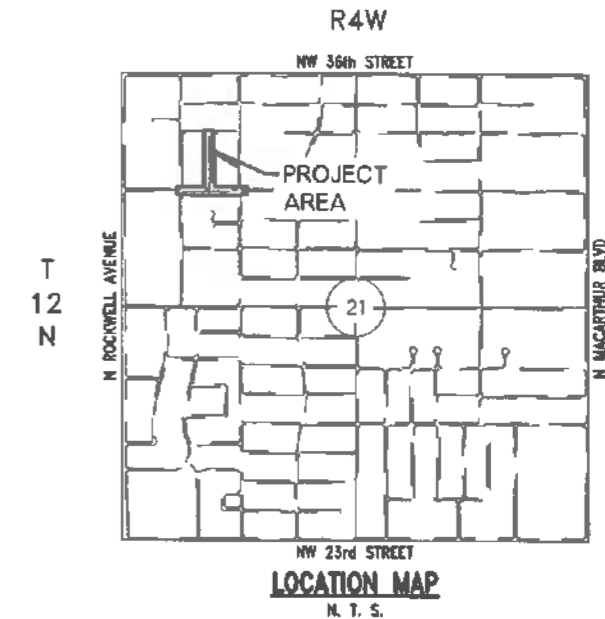 R4W
NW 36th STREET
PROJECT
AREA
T
12
N
N ROCKWELL AVENUE
21
N MACARTHUR BLVD
NW 23rd STREET
LOCATION MAP
N. T. S.